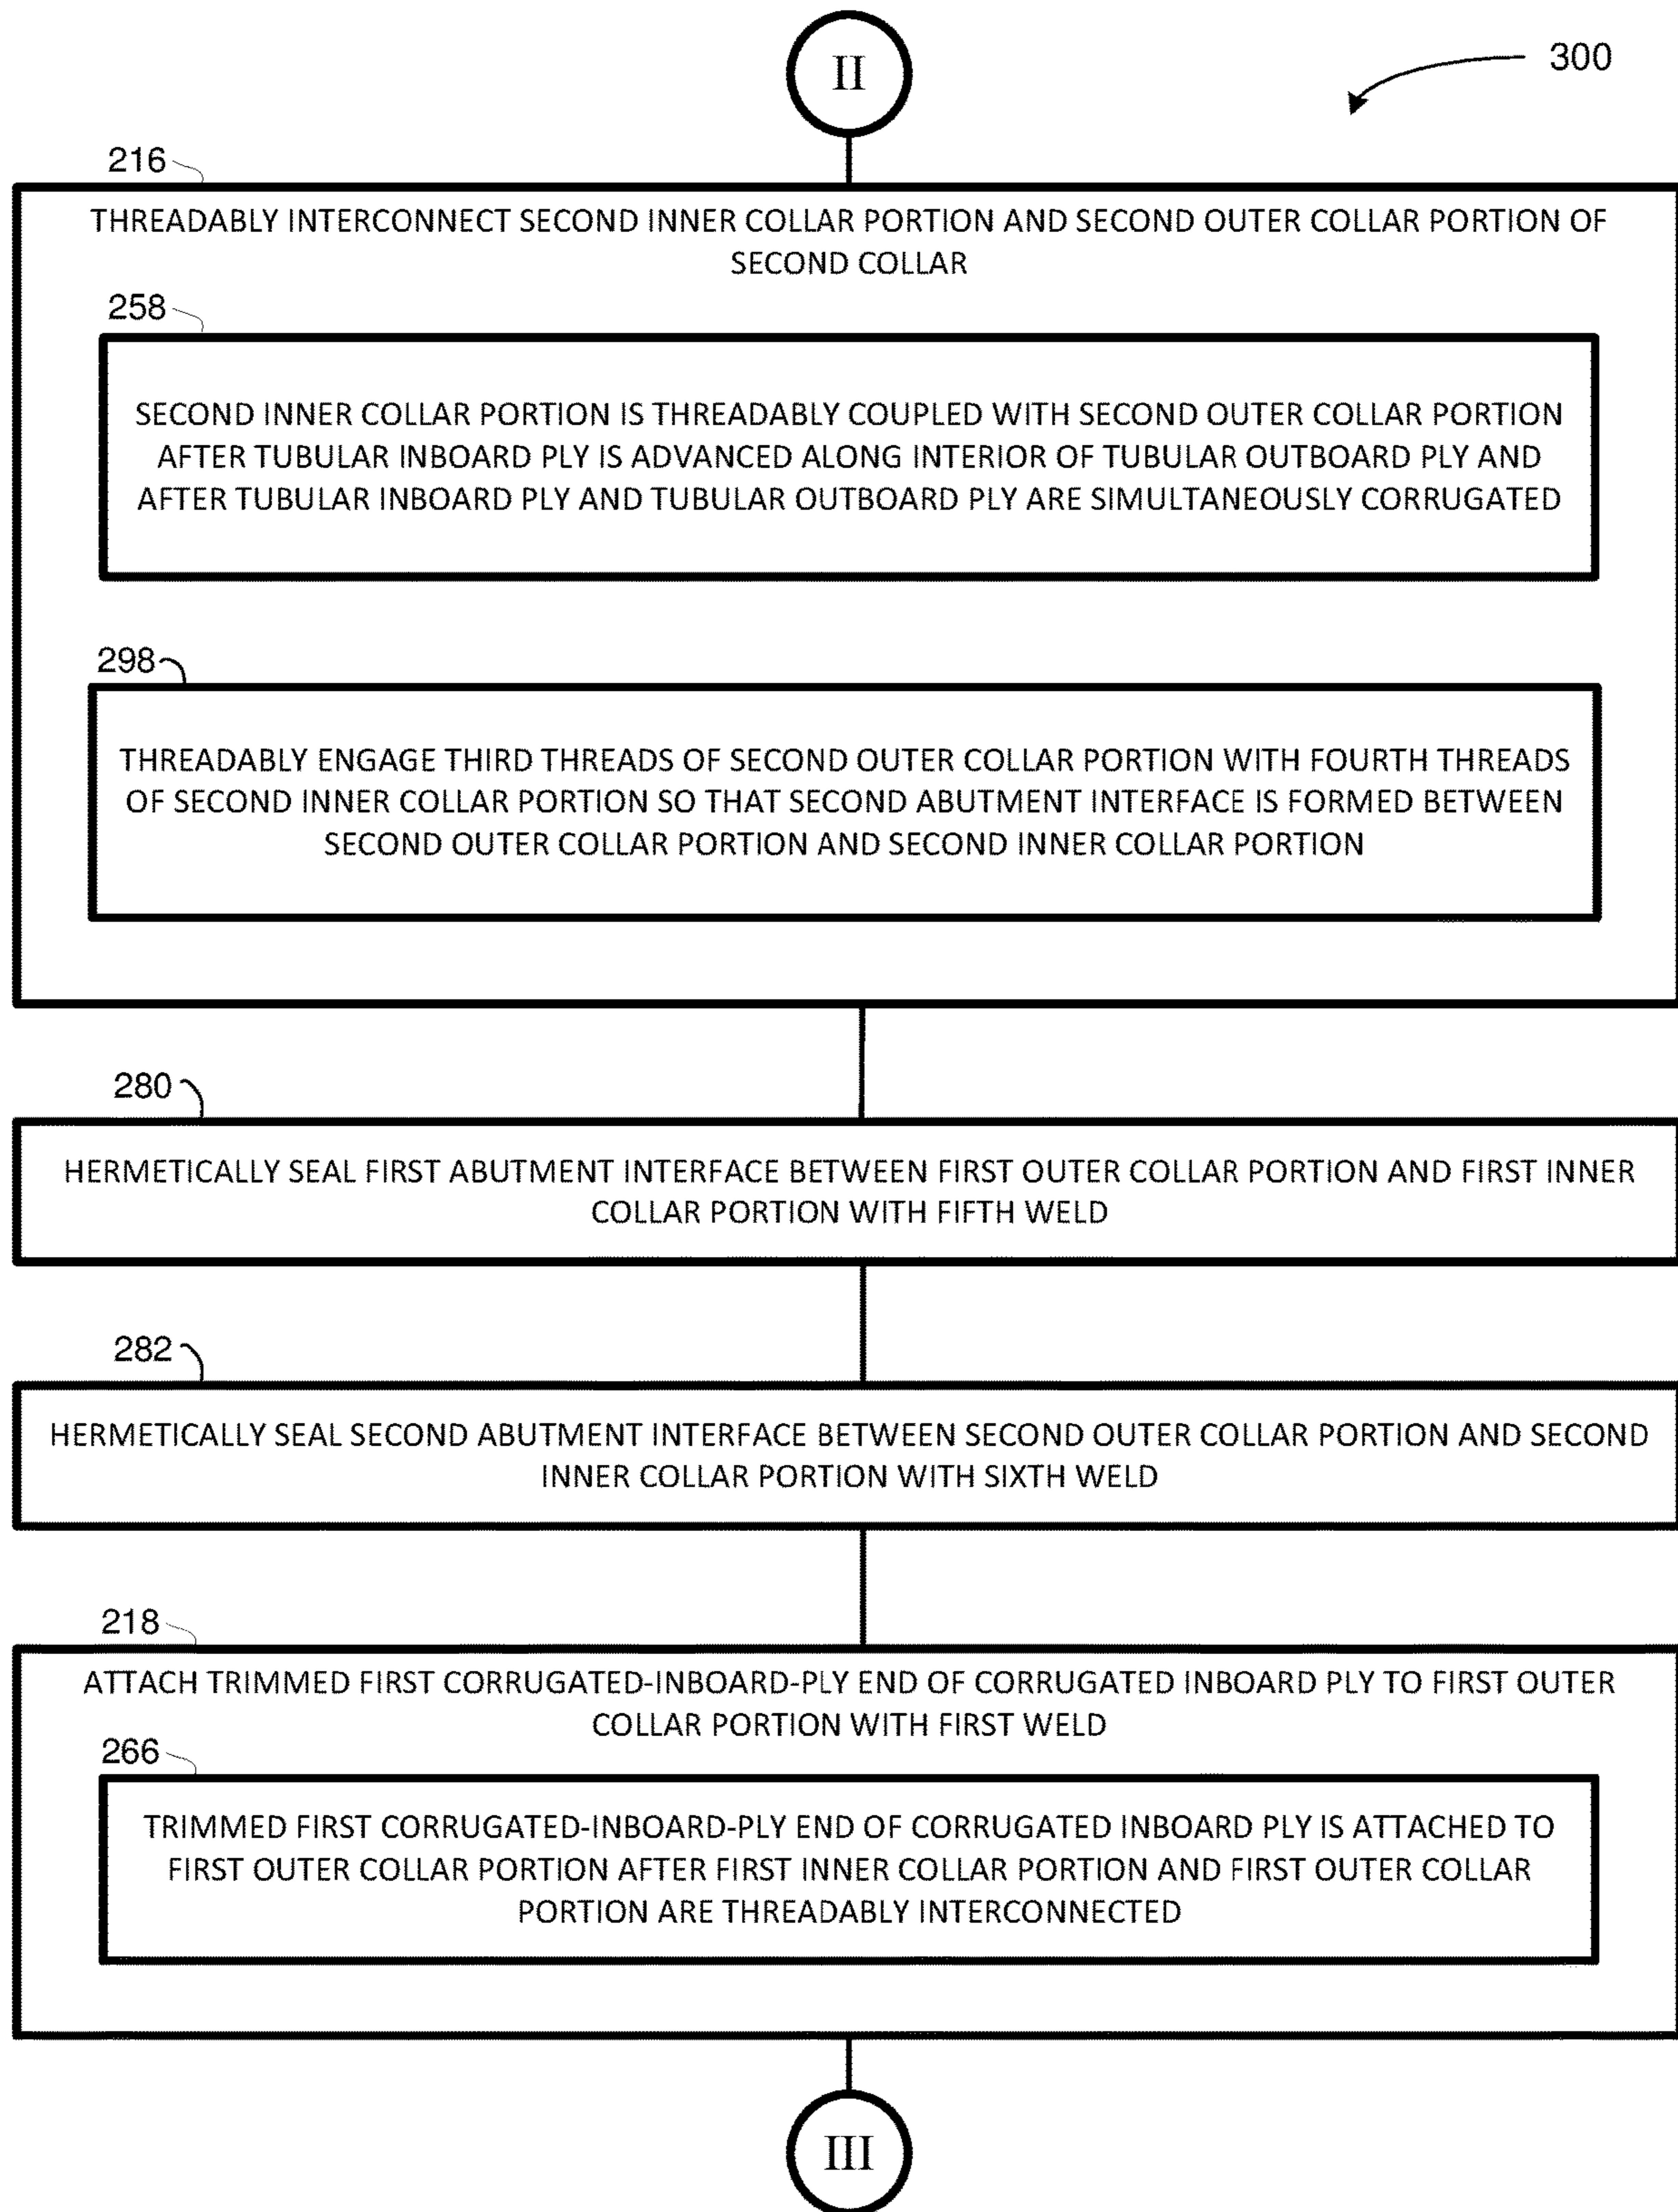 II
300
216
THREADABLY INTERCONNECT SECOND INNER COLLAR PORTION AND SECOND OUTER COLLAR PORTION OF
SECOND COLLAR
258
SECOND INNER COLLAR PORTION IS THREADABLY COUPLED WITH SECOND OUTER COLLAR PORTION
AFTER TUBULAR INBOARD PLY IS ADVANCED ALONG INTERIOR OF TUBULAR OUTBOARD PLY AND
AFTER TUBULAR INBOARD PLY AND TUBULAR OUTBOARD PLY ARE SIMULTANEOUSLY CORRUGATED
298
THREADABLY ENGAGE THIRD THREADS OF SECOND OUTER COLLAR PORTION WITH FOURTH THREADS
OF SECOND INNER COLLAR PORTION SO THAT SECOND ABUTMENT INTERFACE IS FORMED BETWEEN
SECOND OUTER COLLAR PORTION AND SECOND INNER COLLAR PORTION
280
HERMETICALLY SEAL FIRST ABUTMENT INTERFACE BETWEEN FIRST OUTER COLLAR PORTION AND FIRST INNER
COLLAR PORTION WITH FIFTH WELD
282
HERMETICALLY SEAL SECOND ABUTMENT INTERFACE BETWEEN SECOND OUTER COLLAR PORTION AND SECOND
INNER COLLAR PORTION WITH SIXTH WELD
218
ATTACH TRIMMED FIRST CORRUGATED-INBOARD-PLY END OF CORRUGATED INBOARD PLY TO FIRST OUTER
COLLAR PORTION WITH FIRST WELD
266
TRIMMED FIRST CORRUGATED-INBOARD-PLY END OF CORRUGATED INBOARD PLY IS ATTACHED TO
FIRST OUTER COLLAR PORTION AFTER FIRST INNER COLLAR PORTION AND FIRST OUTER COLLAR
PORTION ARE THREADABLY INTERCONNECTED
III